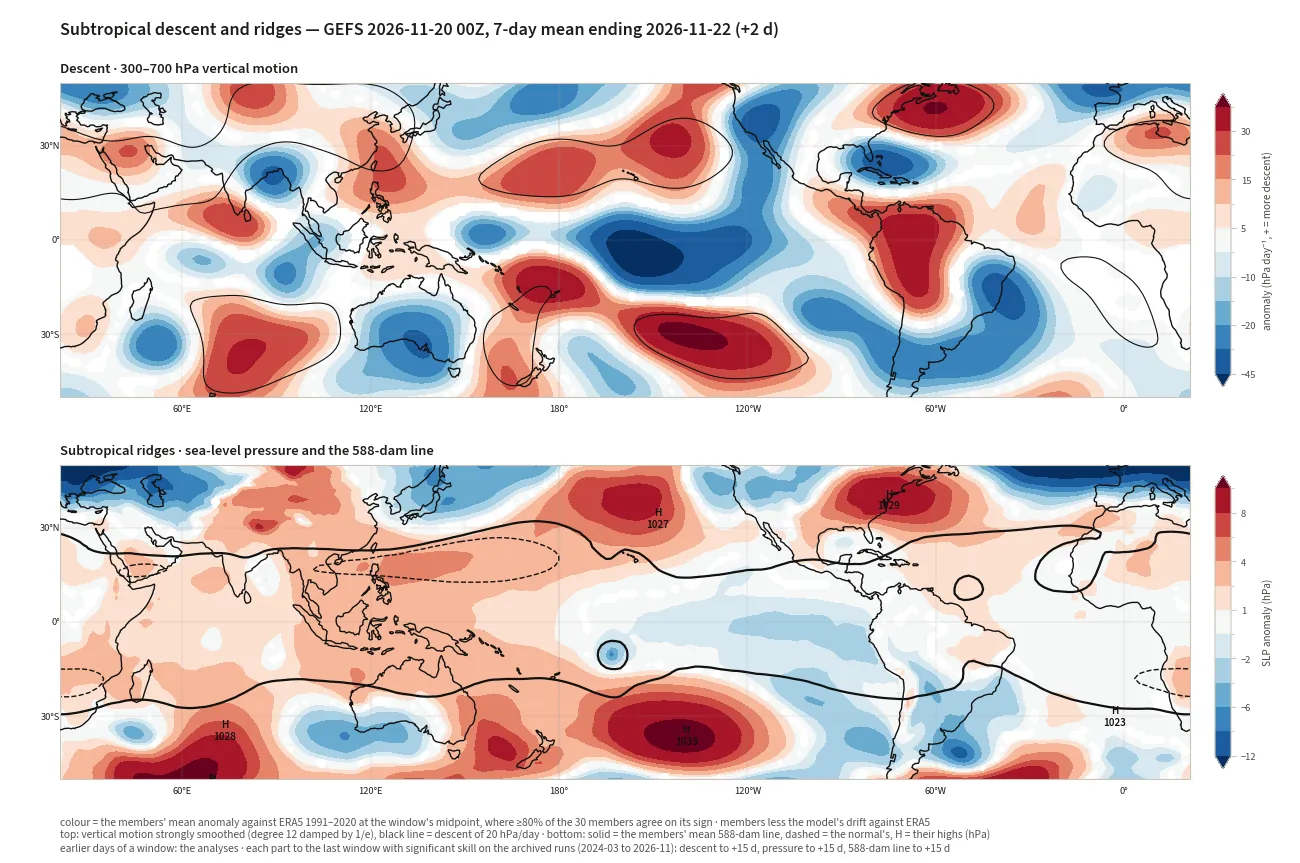 Subtropical descent and ridges — GEFS 2026-11-20 00Z, 7-day mean ending 2026-11-22 (+2 d)
Descent · 300–700 hPa vertical motion
30°N
0°
30°S
60°E
120°E
180°
120°W
60°W
0°
30
15
5
−10
−20
−45
anomaly (hPa day⁻¹, + = more descent)
Subtropical ridges · sea-level pressure and the 588-dam line
30°N
0°
30°S
H
1027
H
1029
H
1028
H
1033
H
1023
60°E
120°E
180°
120°W
60°W
0°
8
4
1
−2
−6
−12
SLP anomaly (hPa)
colour = the members' mean anomaly against ERA5 1991–2020 at the window's midpoint, where ≥80% of the 30 members agree on its sign · members less the model's drift against ERA5
top: vertical motion strongly smoothed (degree 12 damped by 1/e), black line = descent of 20 hPa/day · bottom: solid = the members' mean 588-dam line, dashed = the normal's, H = their highs (hPa)
earlier days of a window: the analyses · each part to the last window with significant skill on the archived runs (2024-03 to 2026-11): descent to +15 d, pressure to +15 d, 588-dam line to +15 d